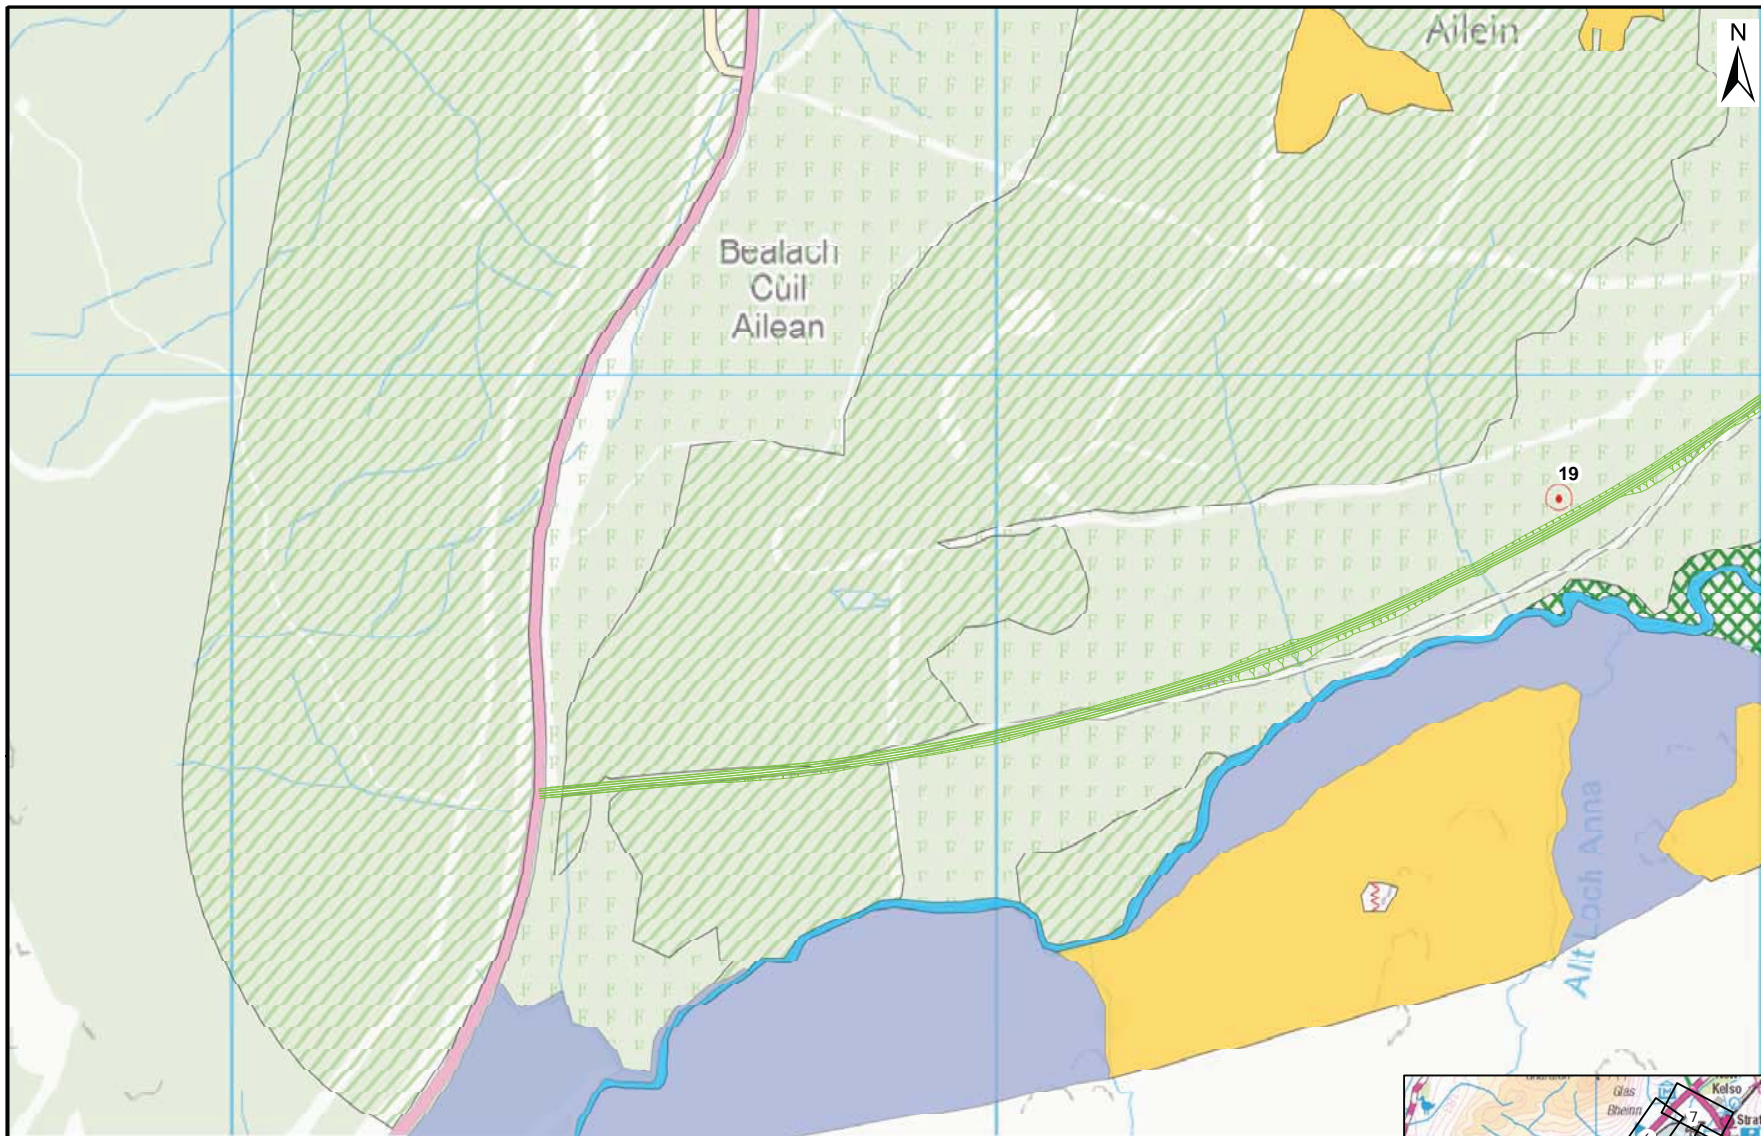 Ailein
N
Bealach
Cùil
Ailean
19
Allt Loch Anna
Kelso
Glas
Bheinn
7